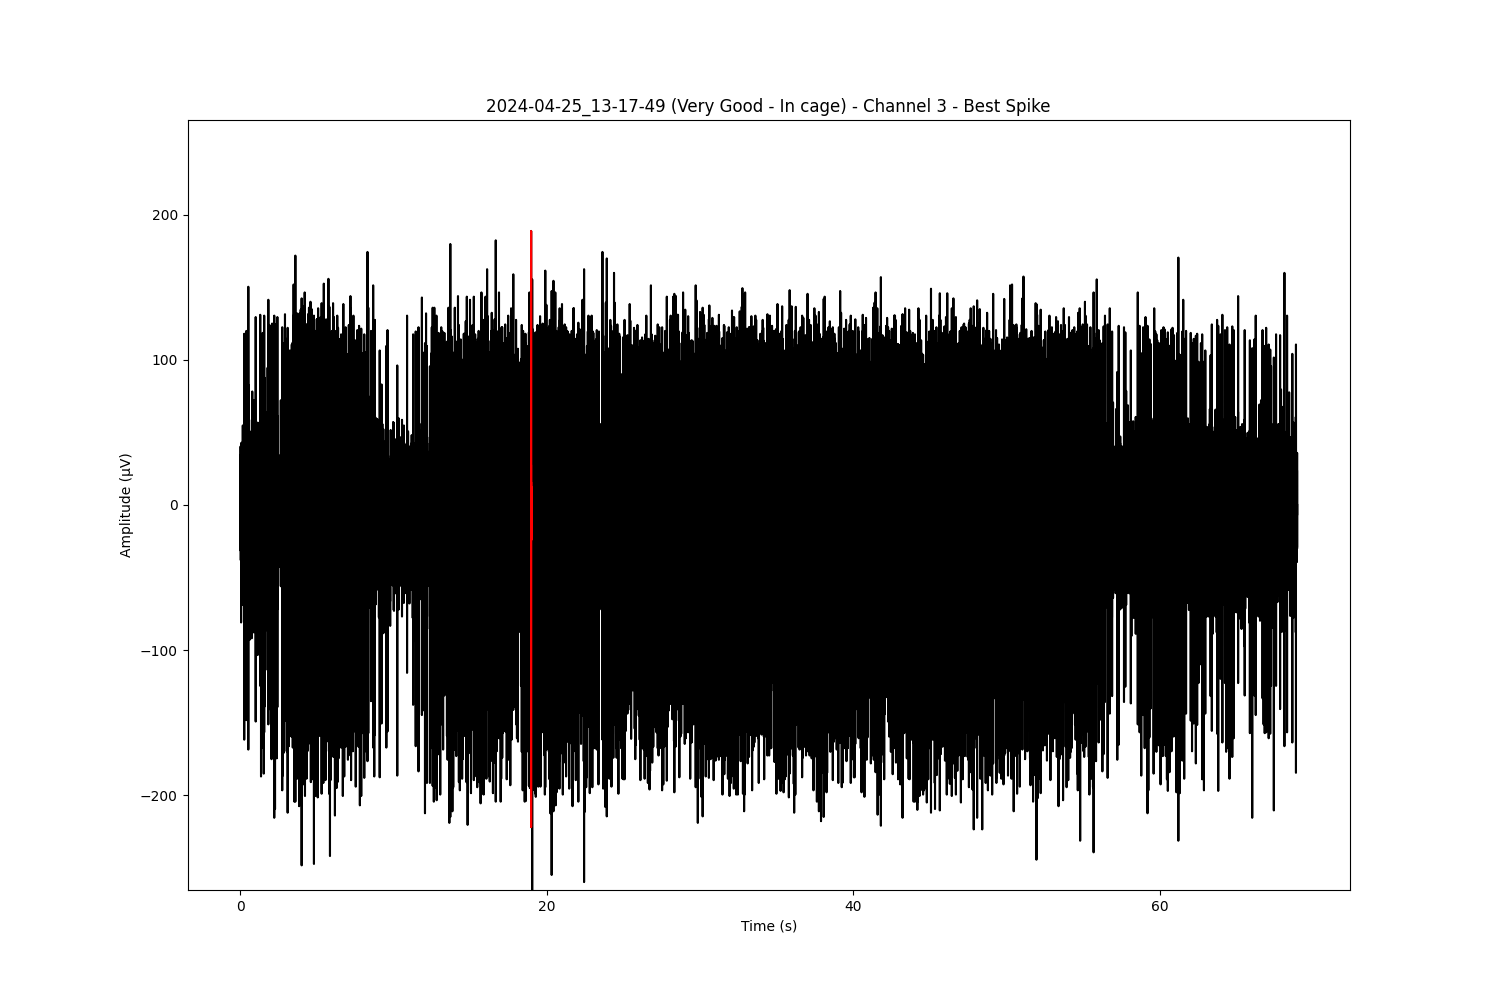 2024-04-25_13-17-49 (Very Good - In cage) - Channel 3 - Best Spike
200
100
0
−100
−200
Amplitude (µV)
0 20 40 60
Time (s)